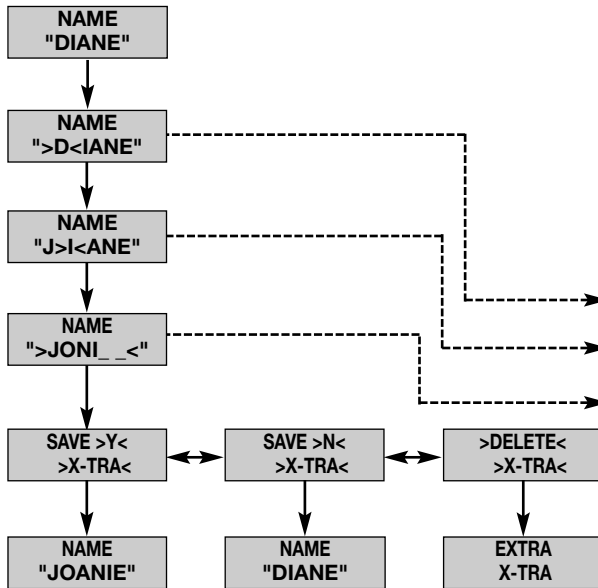 NAME
"DIANE"
NAME
">D<IANE"
NAME
"J>I<ANE"
NAME
">JONI_ _<"
SAVE >Y<
>X-TRA<
SAVE >N<
>X-TRA<
>DELETE<
>X-TRA<
NAME
"JOANIE"
NAME
"DIANE"
EXTRA
X-TRA